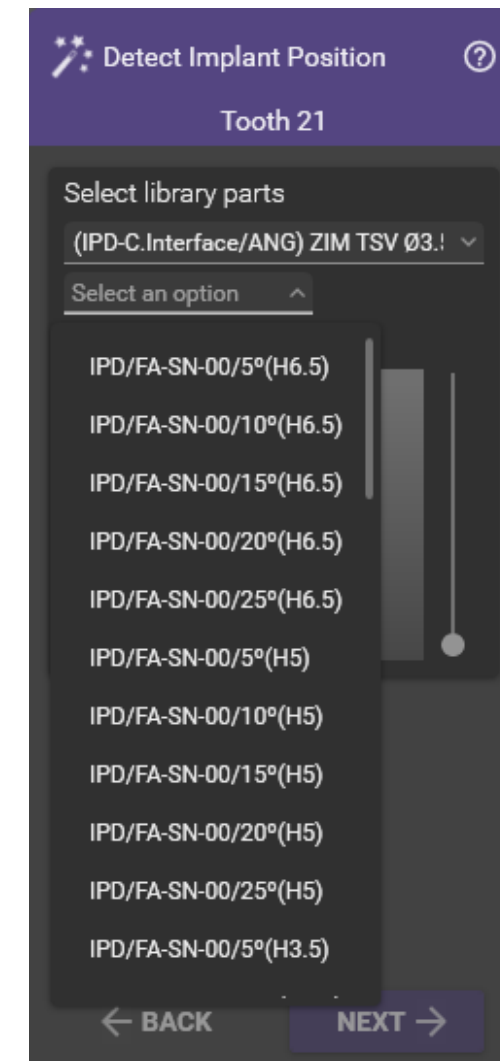 Detect Implant Position
Tooth 21
Select library parts
(IPD-C.Interface/ANG) ZIM TSV
Select an option
IPD/FA-SN-00/5º(H6.5)
IPD/FA-SN-00/10º(H6.5)
IPD/FA-SN-00/15º(H6.5)
IPD/FA-SN-00/20º(H6.5)
IPD/FA-SN-00/25º(H6.5)
IPD/FA-SN-00/5º(H5)
IPD/FA-SN-00/10º(H5)
IPD/FA-SN-00/15º(H5)
IPD/FA-SN-00/20º(H5)
IPD/FA-SN-00/25º(H5)
IPD/FA-SN-00/5º(H3.5)
BACK
NEXT